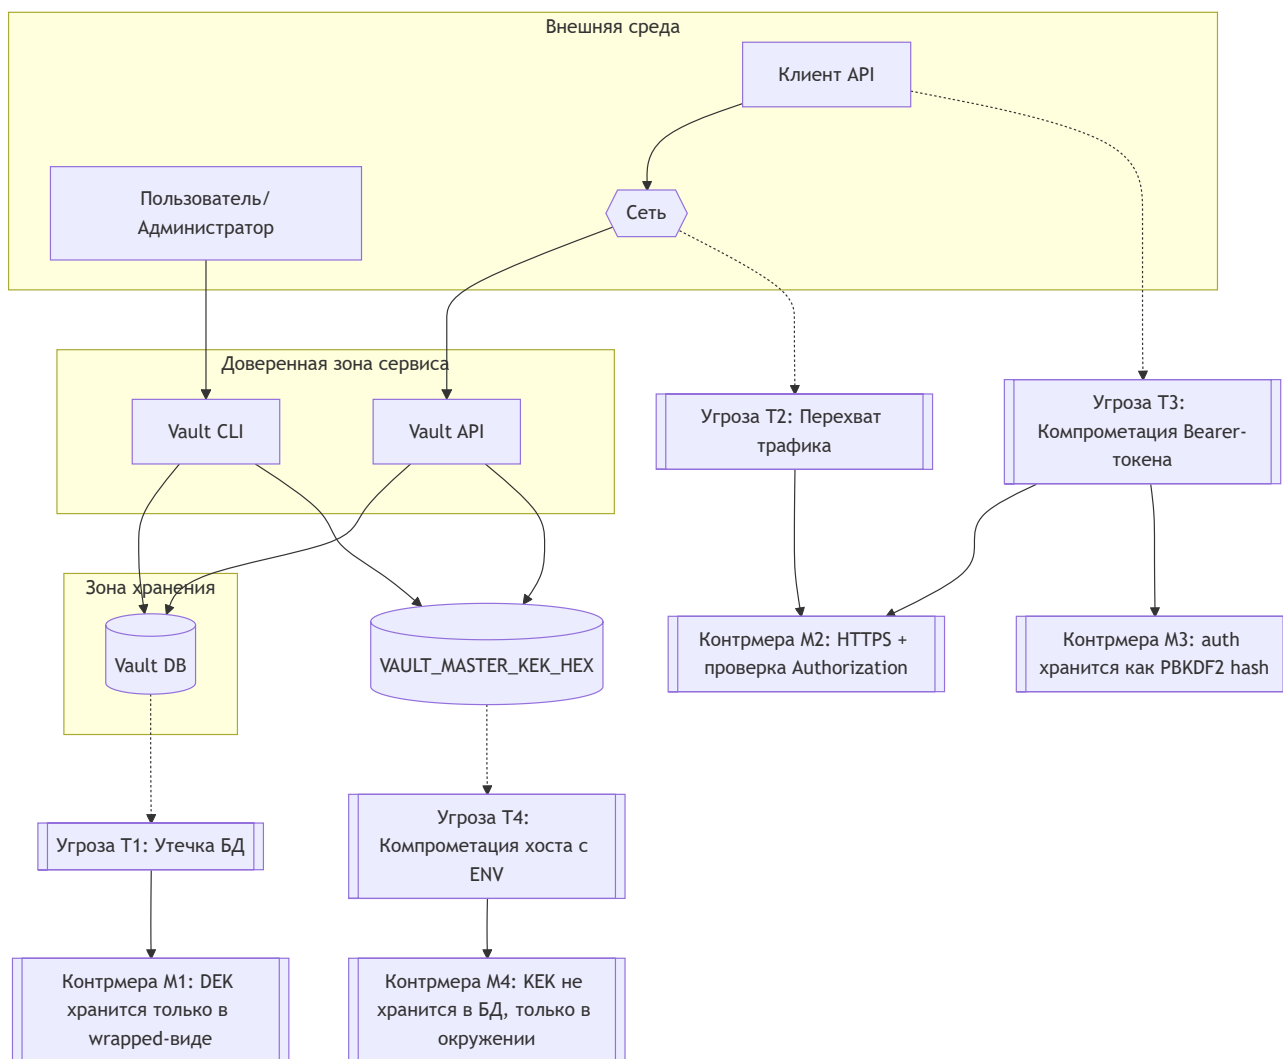 Внешняя среда
Клиент API
Пользователь/
Администратор
Сеть
Доверенная зона сервиса
Vault CLI
Vault API
Угроза T2: Перехват
трафика
Угроза T3:
Компрометация Bearer-
токена
Зона хранения
Vault DB
VAULT_MASTER_KEK_HEX
Контрмера M2: HTTPS +
проверка Authorization
Контрмера M3: auth
хранится как PBKDF2 hash
Угроза T1: Утечка БД
Угроза T4:
Компрометация хоста с
ENV
Контрмера M1: DEK
хранится только в
wrapped-виде
Контрмера M4: KEK не
хранится в БД, только в
окружении